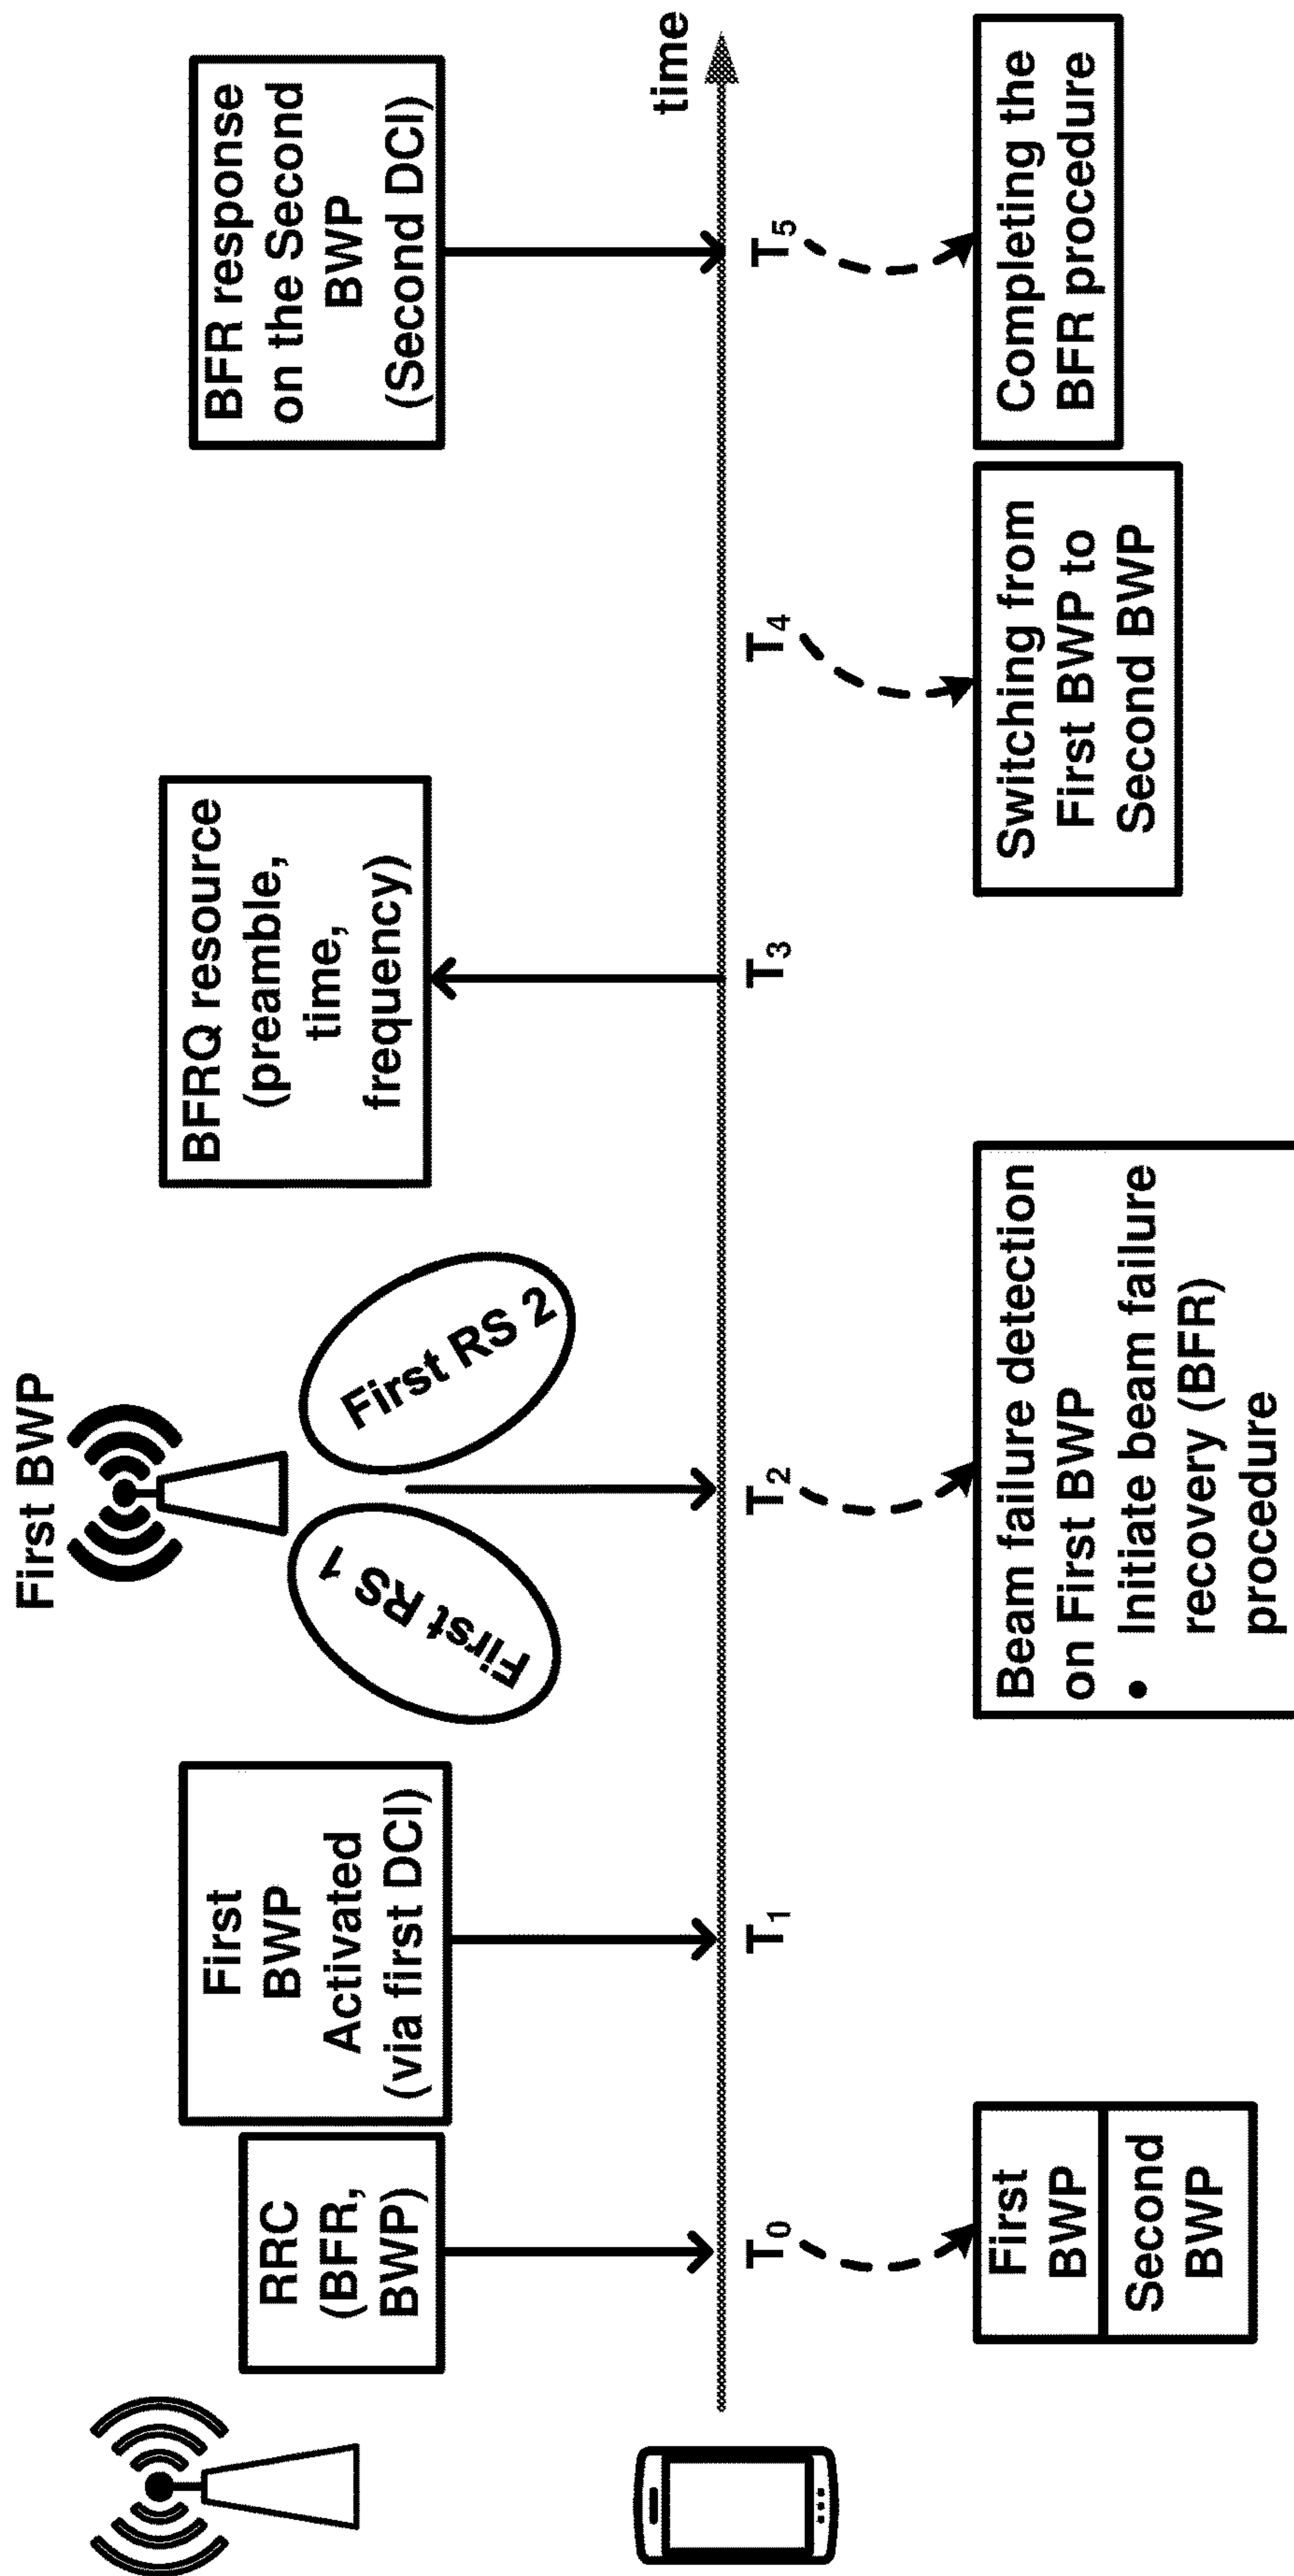 RRC
(BFR,
BWP)
First
BWP
Activated
(via first DCI)
First BWP
First RS 1
First RS 2
BFRQ resource
(preamble,
time,
frequency)
BFR response
on the Second
BWP
(Second DCI)
time
T0
T1
T2
T3
T4
T5
First
BWP
Second
BWP
Beam failure detection
on First BWP
• Initiate beam failure
recovery (BFR)
procedure
Switching from
First BWP to
Second BWP
Completing the
BFR procedure